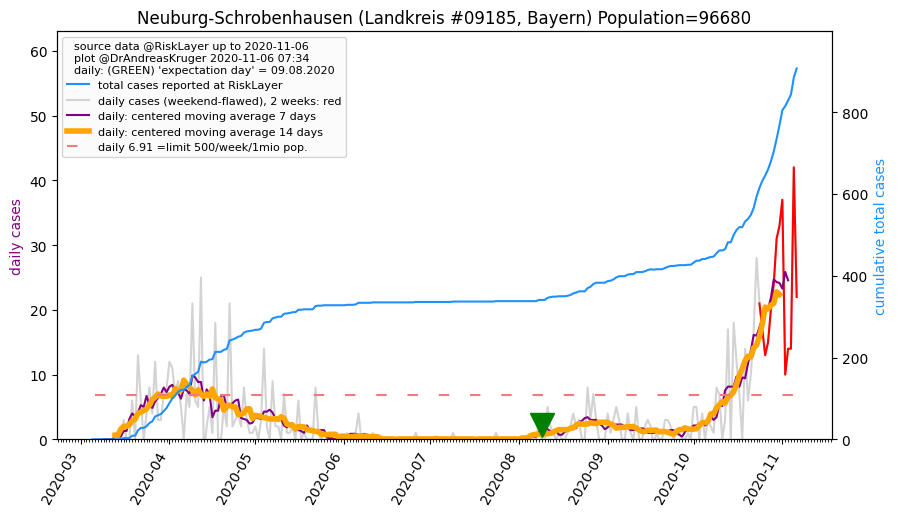 Neuburg-Schrobenhausen (Landkreis #09185, Bayern) Population=96680
source data @RiskLayer up to 2020-11-06
plot @DrAndreasKruger 2020-11-06 07:34
daily: (GREEN) 'expectation day' = 09.08.2020
total cases reported at RiskLayer
daily cases (weekend-flawed), 2 weeks: red
daily: centered moving average 7 days
daily: centered moving average 14 days
daily 6.91 =limit 500/week/1mio pop.
daily cases
60
50
40
30
20
10
0
cumulative total cases
800
600
400
200
0
2020-03
2020-04
2020-05
2020-06
2020-07
2020-08
2020-09
2020-10
2020-11